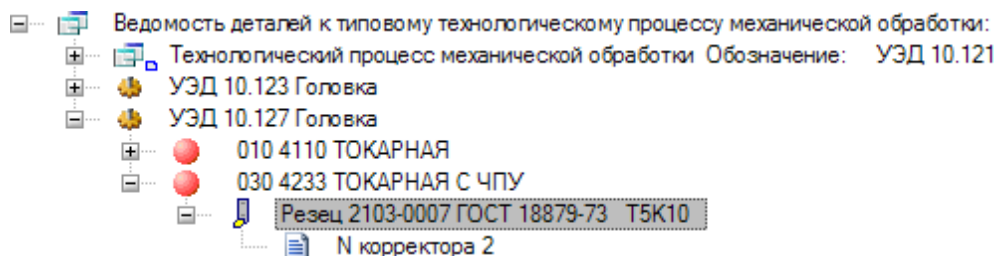 Ведомость деталей к типовому технологическому процессу механической обработки:
Технологический процесс механической обработки Обозначение: УЭД 10.121
УЭД 10.123 Головка
УЭД 10.127 Головка
010 4110 ТОКАРНАЯ
030 4233 ТОКАРНАЯ С ЧПУ
Резец 2103-0007 ГОСТ 18879-73 Т5К10
N корректора 2